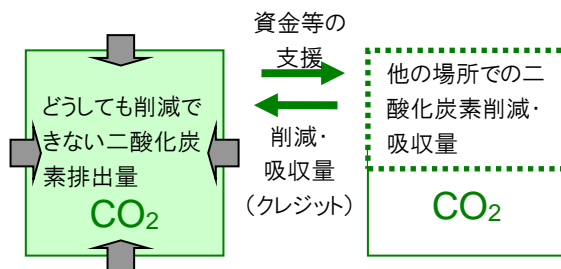 資金等の
支援
どうしても削減で
きない二酸化炭
素排出量
CO2
削減・
吸収量
（クレジット）
他の場所での二
酸化炭素削減・
吸収量
CO2